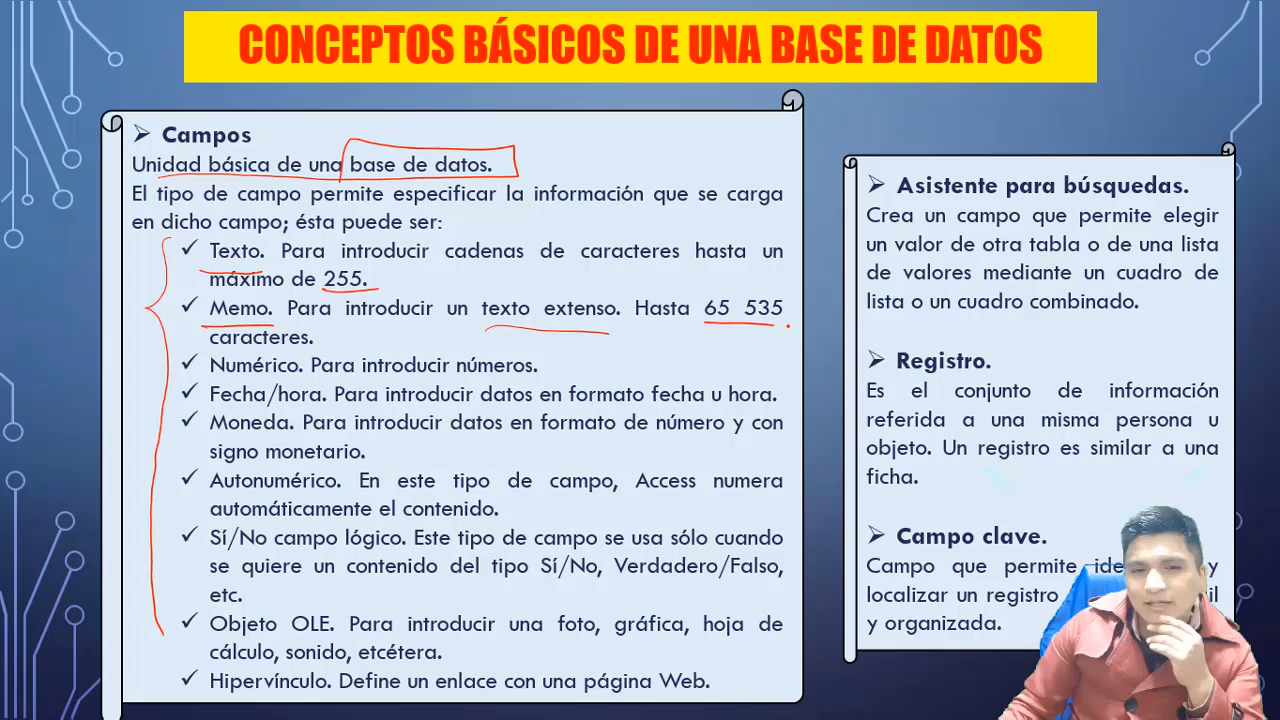 CONCEPTOS BÁSICOS DE UNA BASE DE DATOS
Campos
Unidad básica de una base de datos.
El tipo de campo permite especificar la información que se carga
en dicho campo; ésta puede ser:
Texto. Para introducir cadenas de caracteres hasta un
máximo de 255.
Memo. Para introducir un texto extenso. Hasta 65 535
caracteres.
Numérico. Para introducir números.
Fecha/hora. Para introducir datos en formato fecha u hora.
Moneda. Para introducir datos en formato de número y con
signo monetario.
Autonumérico. En este tipo de campo, Access numera
automáticamente el contenido.
Sí/No campo lógico. Este tipo de campo se usa sólo cuando
se quiere un contenido del tipo Sí/No, Verdadero/Falso,
etc.
Objeto OLE. Para introducir una foto, gráfica, hoja de
cálculo, sonido, etcétera.
Hipervínculo. Define un enlace con una página Web.
Asistente para búsquedas.
Crea un campo que permite elegir
un valor de otra tabla o de una lista
de valores mediante un cuadro de
lista o un cuadro combinado.
Registro.
Es el conjunto de información
referida a una misma persona u
objeto. Un registro es similar a una
ficha.
Campo clave.
Campo que permite y
localizar un registro
y organizada.